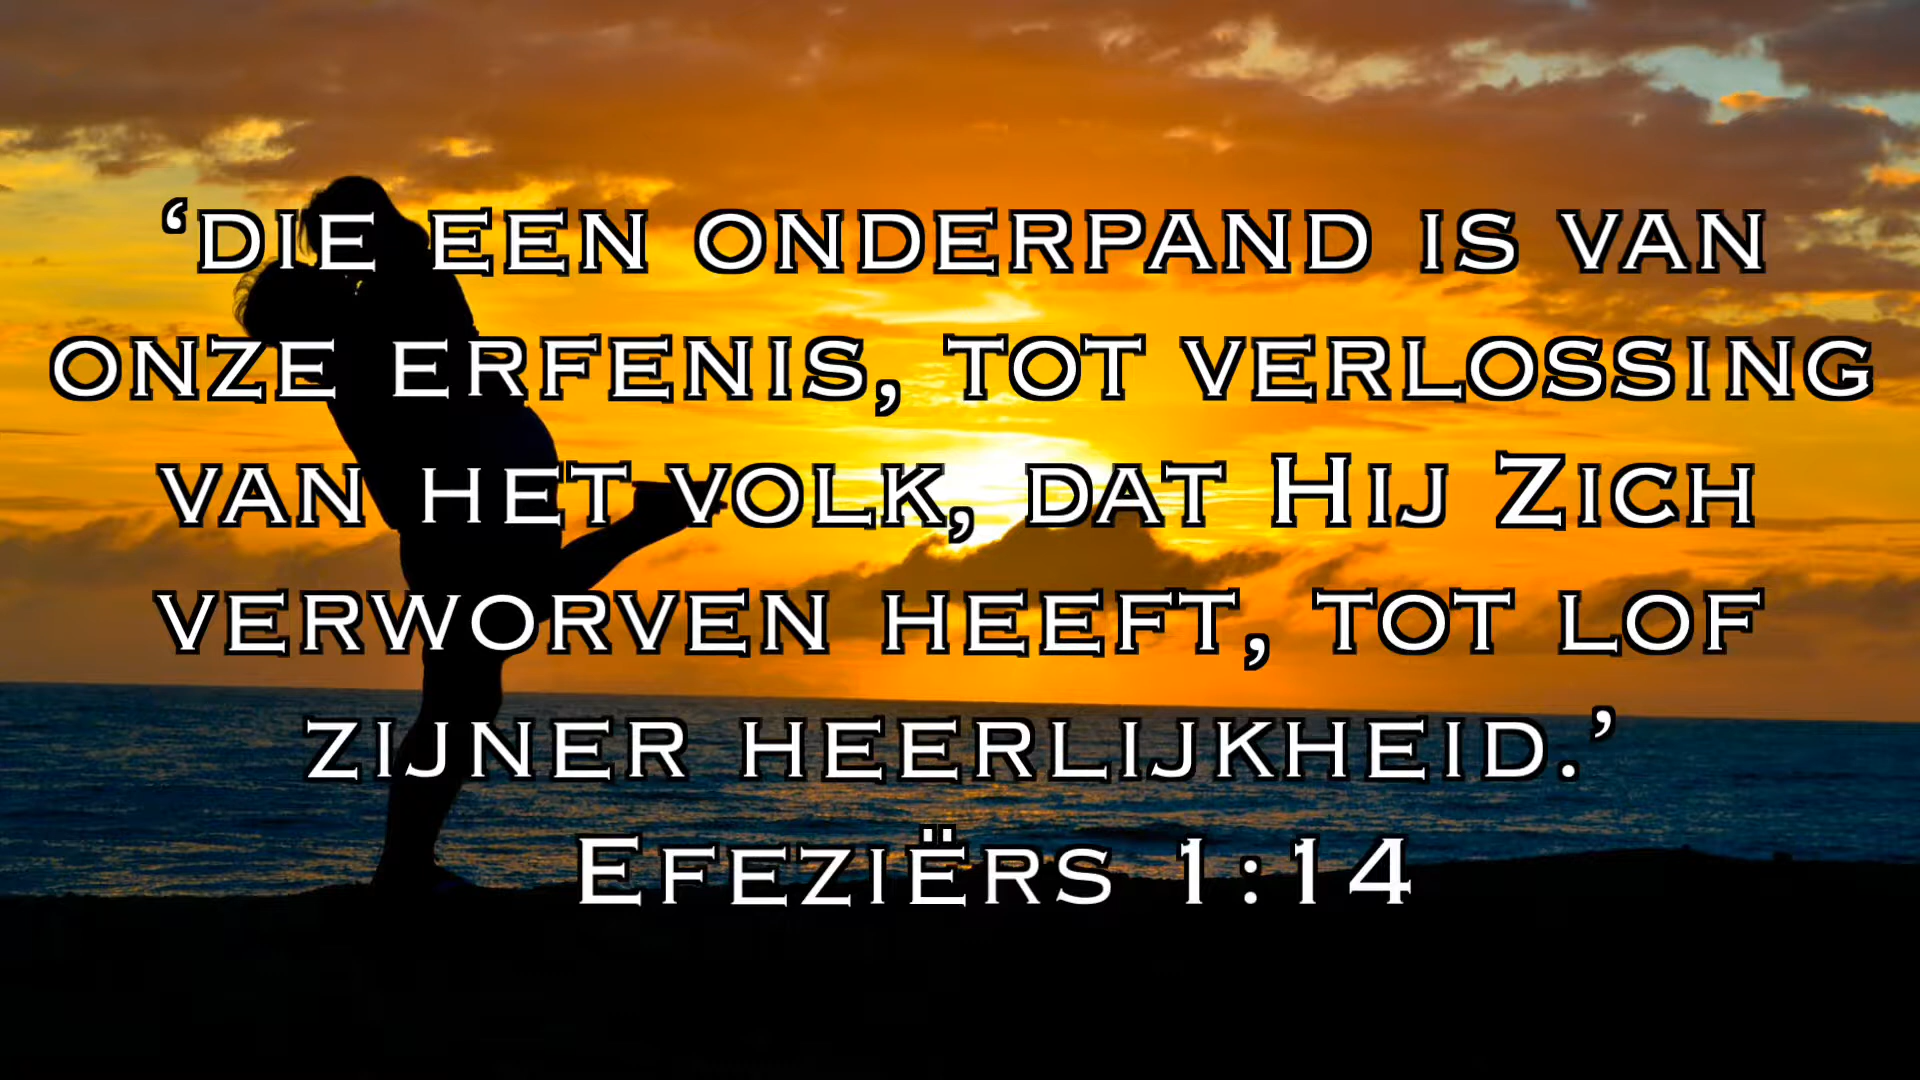 ‘die een onderpand is van
onze erfenis, tot verlossing
van het volk, dat Hij Zich
verworven heeft, tot lof
zijner heerlijkheid.’
Efeziërs 1:14